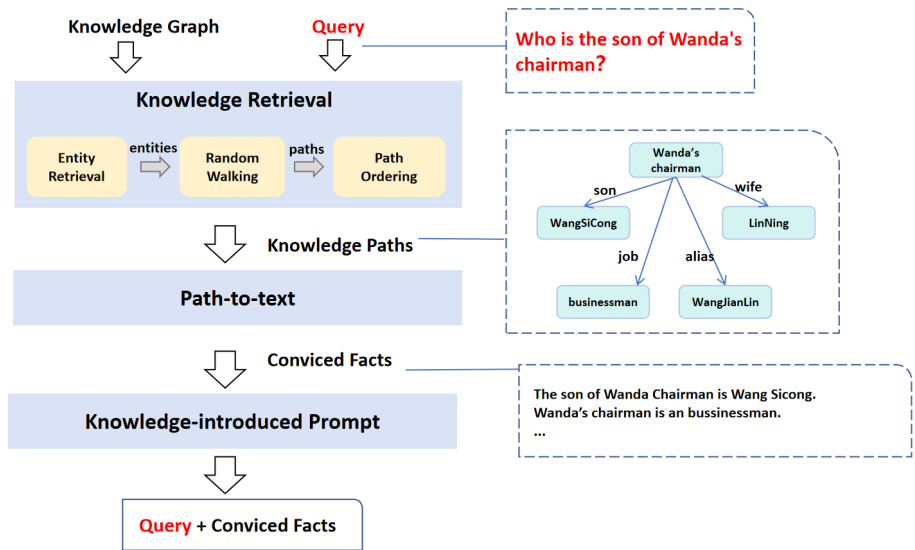 Knowledge Graph
Query
Who is the son of Wanda's
chairman?
Knowledge Retrieval
Entity
Retrieval
entities
Random
Walking
paths
Path
Ordering
Wanda's
chairman
son
wife
WangSiCong
LinNing
job
alias
businessman
WangJianLin
Knowledge Paths
Path-to-text
Conviced Facts
The son of Wanda Chairman is Wang Sicong.
Wanda's chairman is an bussinessman.
...
Knowledge-introduced Prompt
Query + Conviced Facts